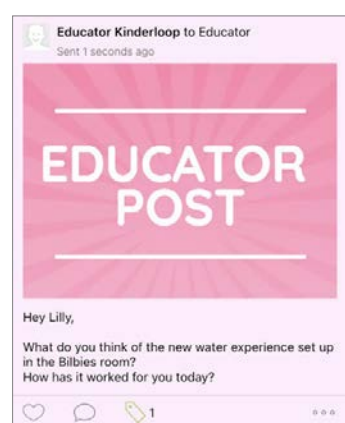 Educator Kinderloop to Educator
Sent 1 seconds ago
EDUCATOR
POST
Hey Lilly,
What do you think of the new water experience set up
in the Bilbies room?
How has it worked for you today?
1